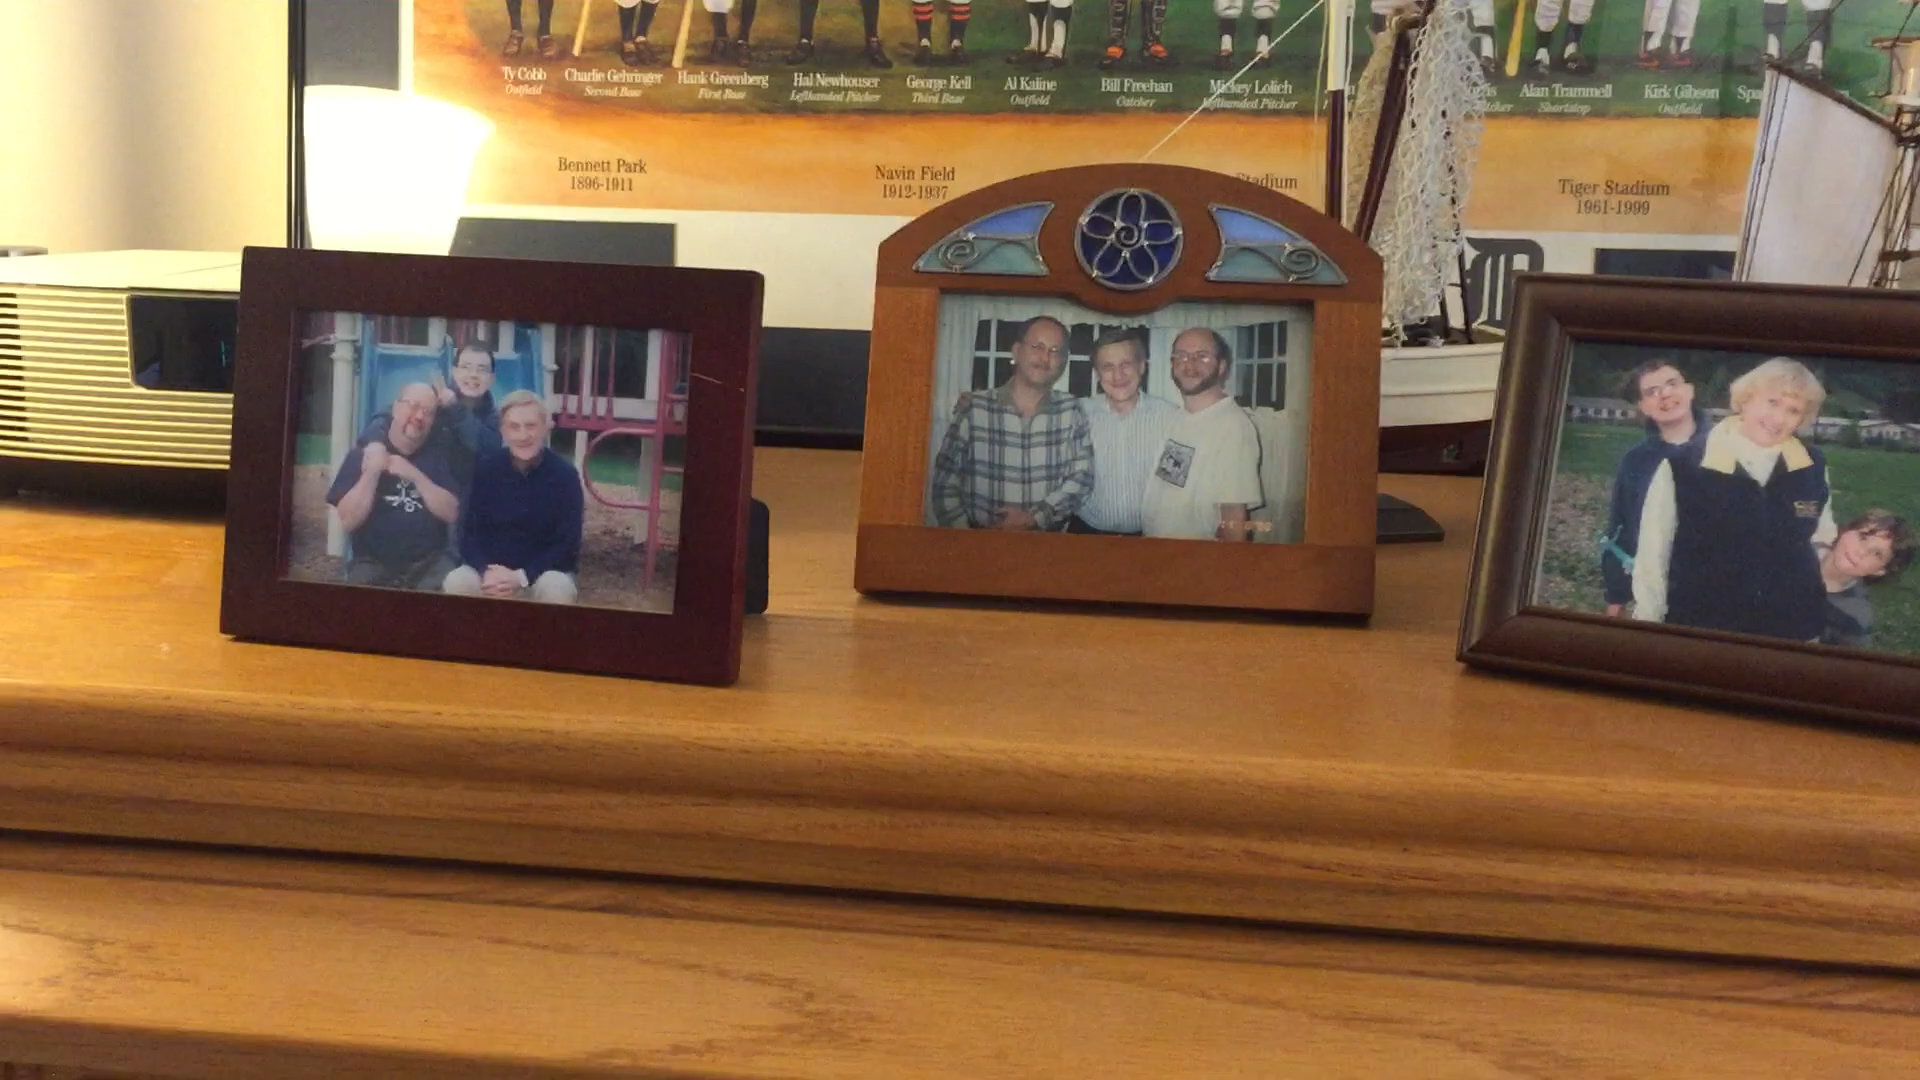 Ty Cobb
Outfield
Charlie Gehringer
Second Base
Hank Greenberg
First Base
Hal Newhouser
Lefthanded Pitcher
George Kell
Third Base
Al Kaline
Outfield
Bill Freehan
Catcher
Mickey Lolich
Lefthanded Pitcher
Alan Trammell
Shortstop
Kirk Gibson
Outfield
Bennett Park
1896-1911
Navin Field
1912-1937
Stadium
Tiger Stadium
1961-1999
D